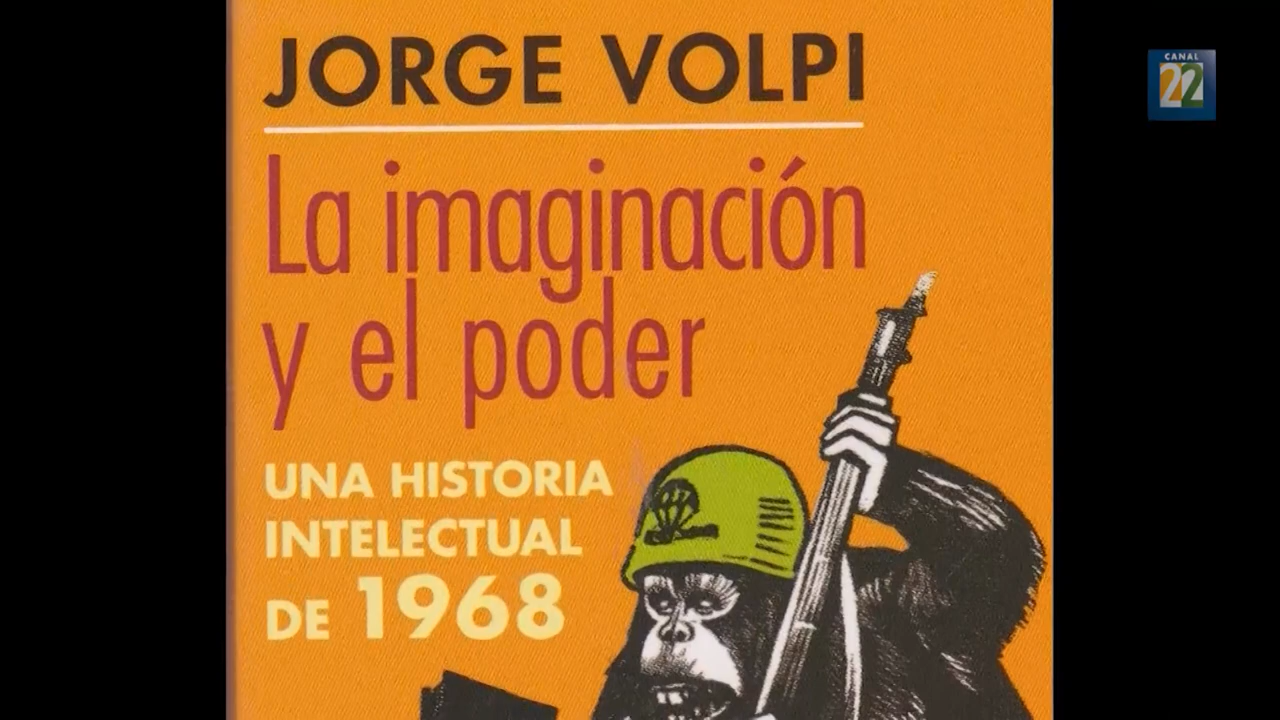 JORGE VOLPI
La imaginación
y el poder
UNA HISTORIA
INTELECTUAL
DE 1968
CANAL
22